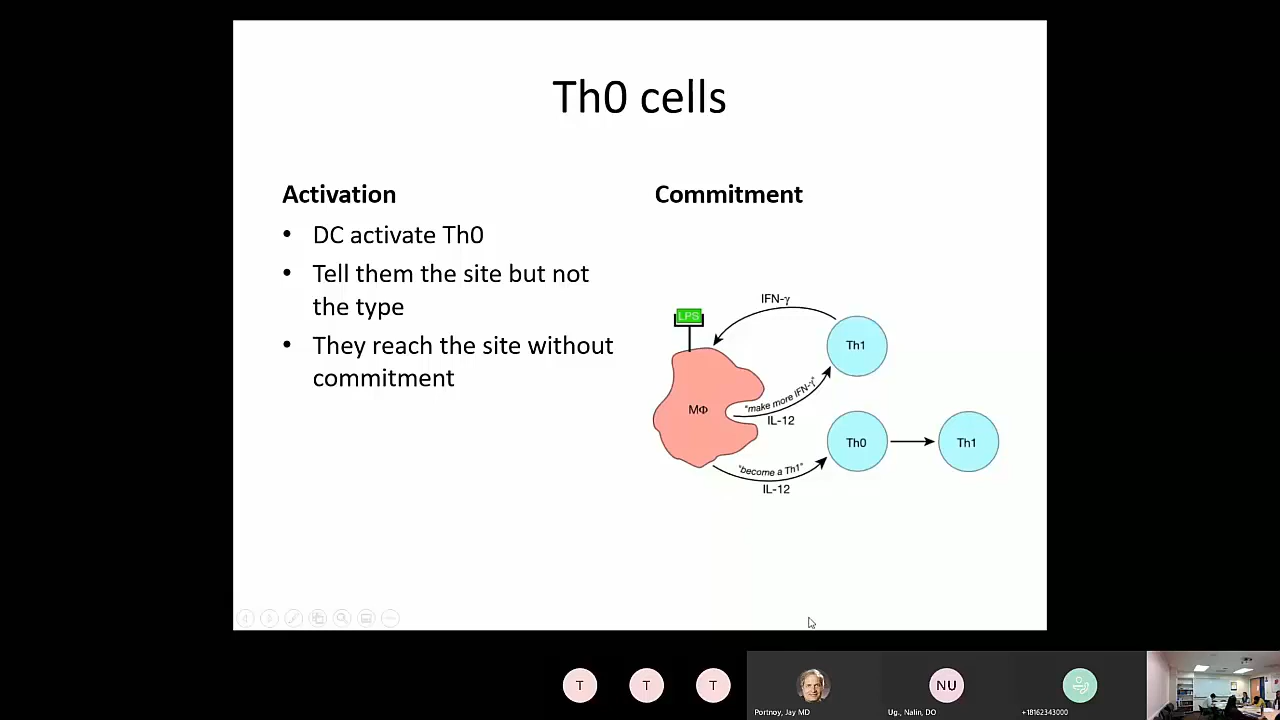 Th0 cells
Activation
• DC activate Th0
• Tell them the site but not
the type
• They reach the site without
commitment
Commitment
IFN-γ
LPS
Th1
MΦ
"make more IFN-γ"
IL-12
Th0
Th1
"become a Th1"
IL-12
T
T
T
NU
Portnoy, Jay MD
Ug., Nalin, DO
+18162343000